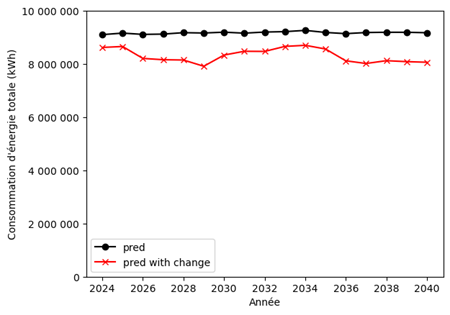 10 000 000
8 000 000
6 000 000
4 000 000
2 000 000
0
Consommation d'énergie totale (kWh)
pred
pred with change
2024 2026 2028 2030 2032 2034 2036 2038 2040
Année